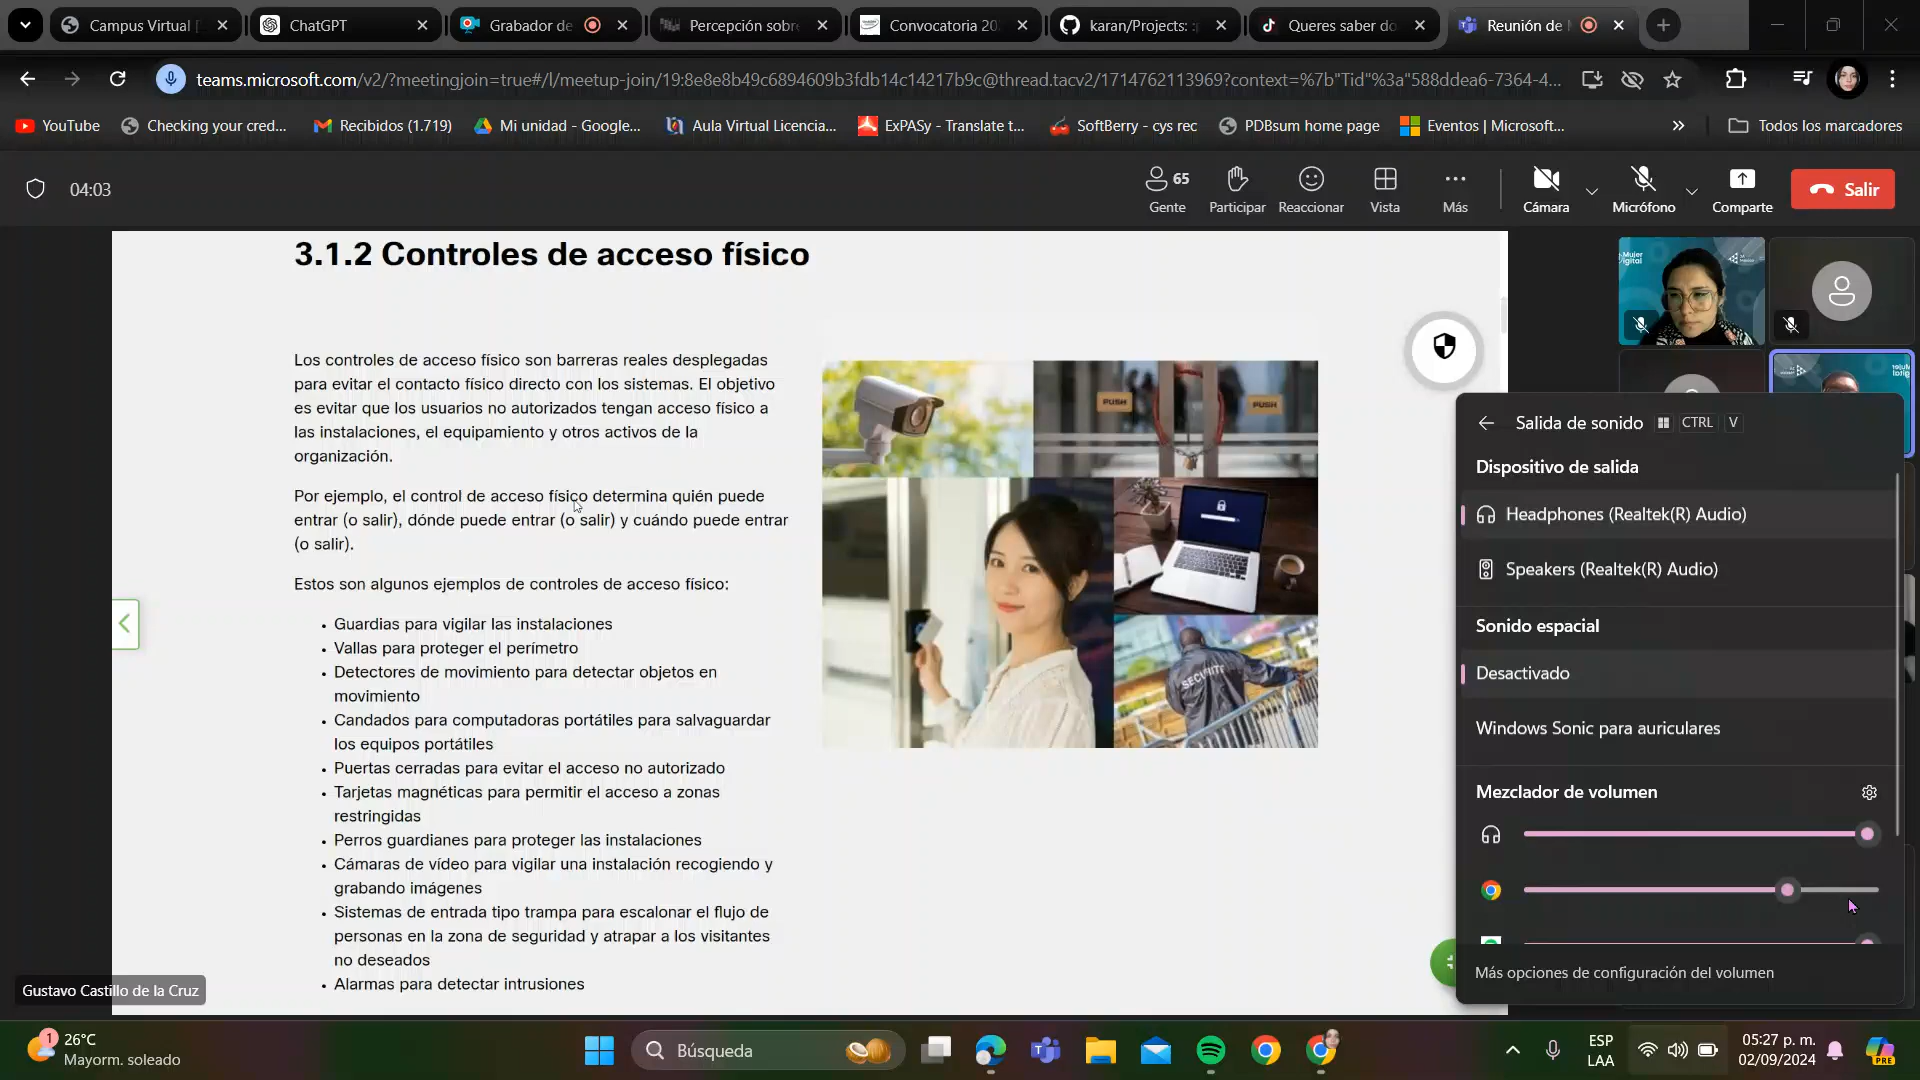 Campus Virtual [
ChatGPT
Grabador de
Percepción sobr
Convocatoria 20
karan/Projects: :p
Queres saber do
Reunión de M
teams.microsoft.com/v2/?meetingjoin=true#/l/meetup-join/19:8e8e8b49c6894609b3fdb14c14217b9c@thread.tacv2/1714762113969?context=%7b"Tid"%3a"588ddea6-7364-4...
YouTube
Checking your cred...
Recibidos (1.719)
Mi unidad - Google...
Aula Virtual Licencia...
ExPASy - Translate t...
SoftBerry - cys rec
PDBsum home page
Eventos | Microsoft...
»
Todos los marcadores
04:03
65
Gente
Participar
Reaccionar
Vista
Más
Cámara
Micrófono
Comparte
Salir
3.1.2 Controles de acceso físico
Los controles de acceso físico son barreras reales desplegadas
para evitar el contacto físico directo con los sistemas. El objetivo
es evitar que los usuarios no autorizados tengan acceso físico a
las instalaciones, el equipamiento y otros activos de la
organización.
Por ejemplo, el control de acceso físico determina quién puede
entrar (o salir), dónde puede entrar (o salir) y cuándo puede entrar
(o salir).
Estos son algunos ejemplos de controles de acceso físico:
• Guardias para vigilar las instalaciones
• Vallas para proteger el perímetro
• Detectores de movimiento para detectar objetos en
movimiento
• Candados para computadoras portátiles para salvaguardar
los equipos portátiles
• Puertas cerradas para evitar el acceso no autorizado
• Tarjetas magnéticas para permitir el acceso a zonas
restringidas
• Perros guardianes para proteger las instalaciones
• Cámaras de vídeo para vigilar una instalación recogiendo y
grabando imágenes
• Sistemas de entrada tipo trampa para escalonar el flujo de
personas en la zona de seguridad y atrapar a los visitantes
no deseados
• Alarmas para detectar intrusiones
PUSH
PUSH
SECURITY
Mujer
Digital
Gustavo Castillo de la Cruz
Salida de sonido
CTRL
V
Dispositivo de salida
Headphones (Realtek(R) Audio)
Speakers (Realtek(R) Audio)
Sonido espacial
Desactivado
Windows Sonic para auriculares
Mezclador de volumen
Más opciones de configuración del volumen
1
26°C
Mayorm. soleado
Búsqueda
ESP
LAA
05:27 p. m.
02/09/2024
PRE